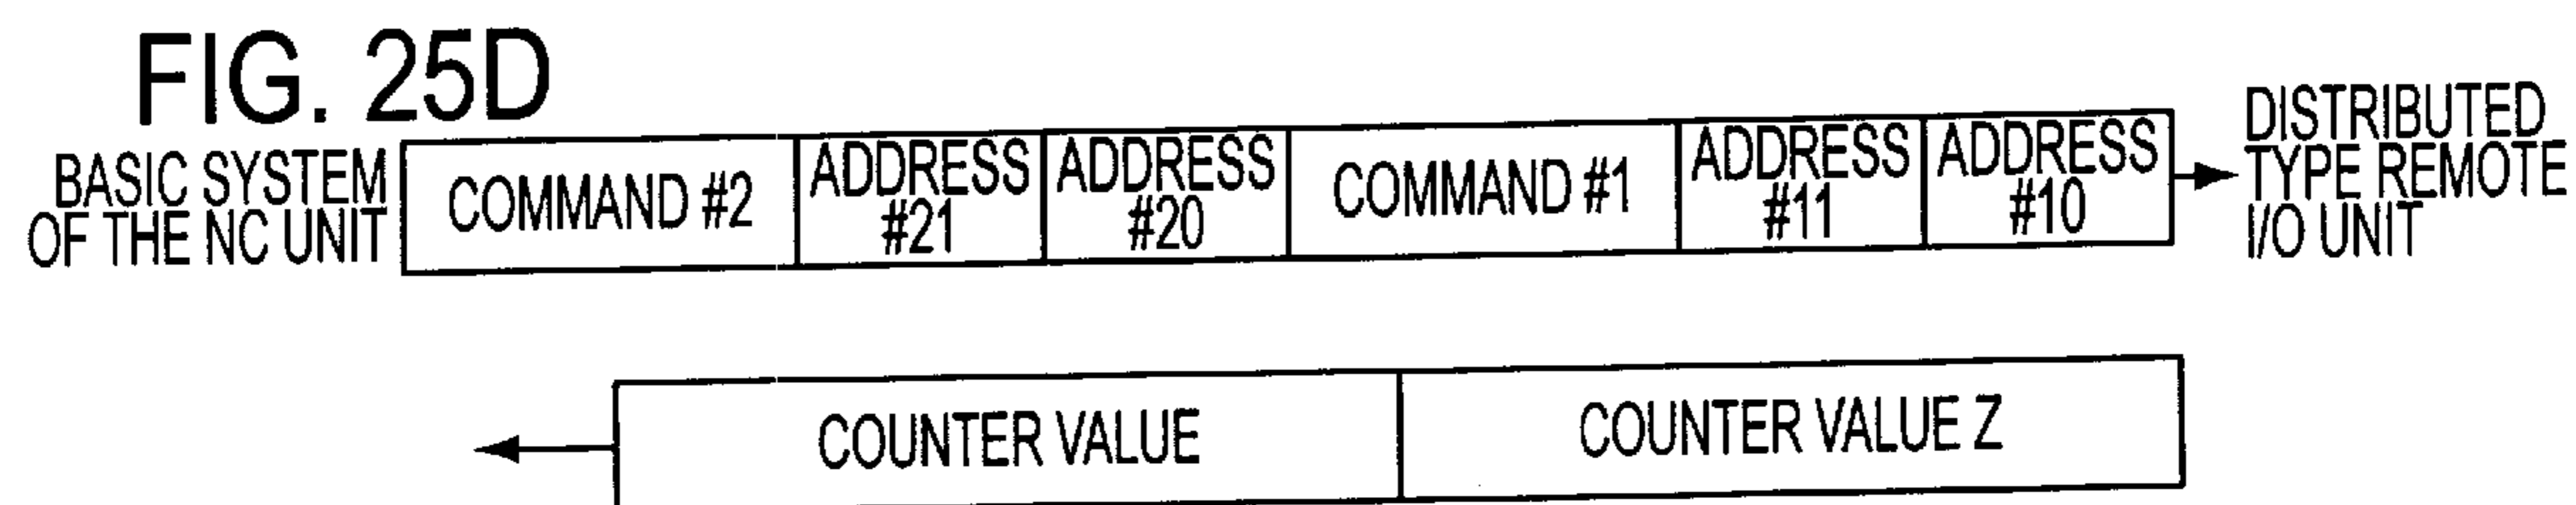 FIG. 25D
BASIC SYSTEM
OF THE NC UNIT
COMMAND #2
ADDRESS
#21
ADDRESS
#20
COMMAND #1
ADDRESS
#11
ADDRESS
#10
DISTRIBUTED
TYPE REMOTE
I/O UNIT
COUNTER VALUE
COUNTER VALUE Z